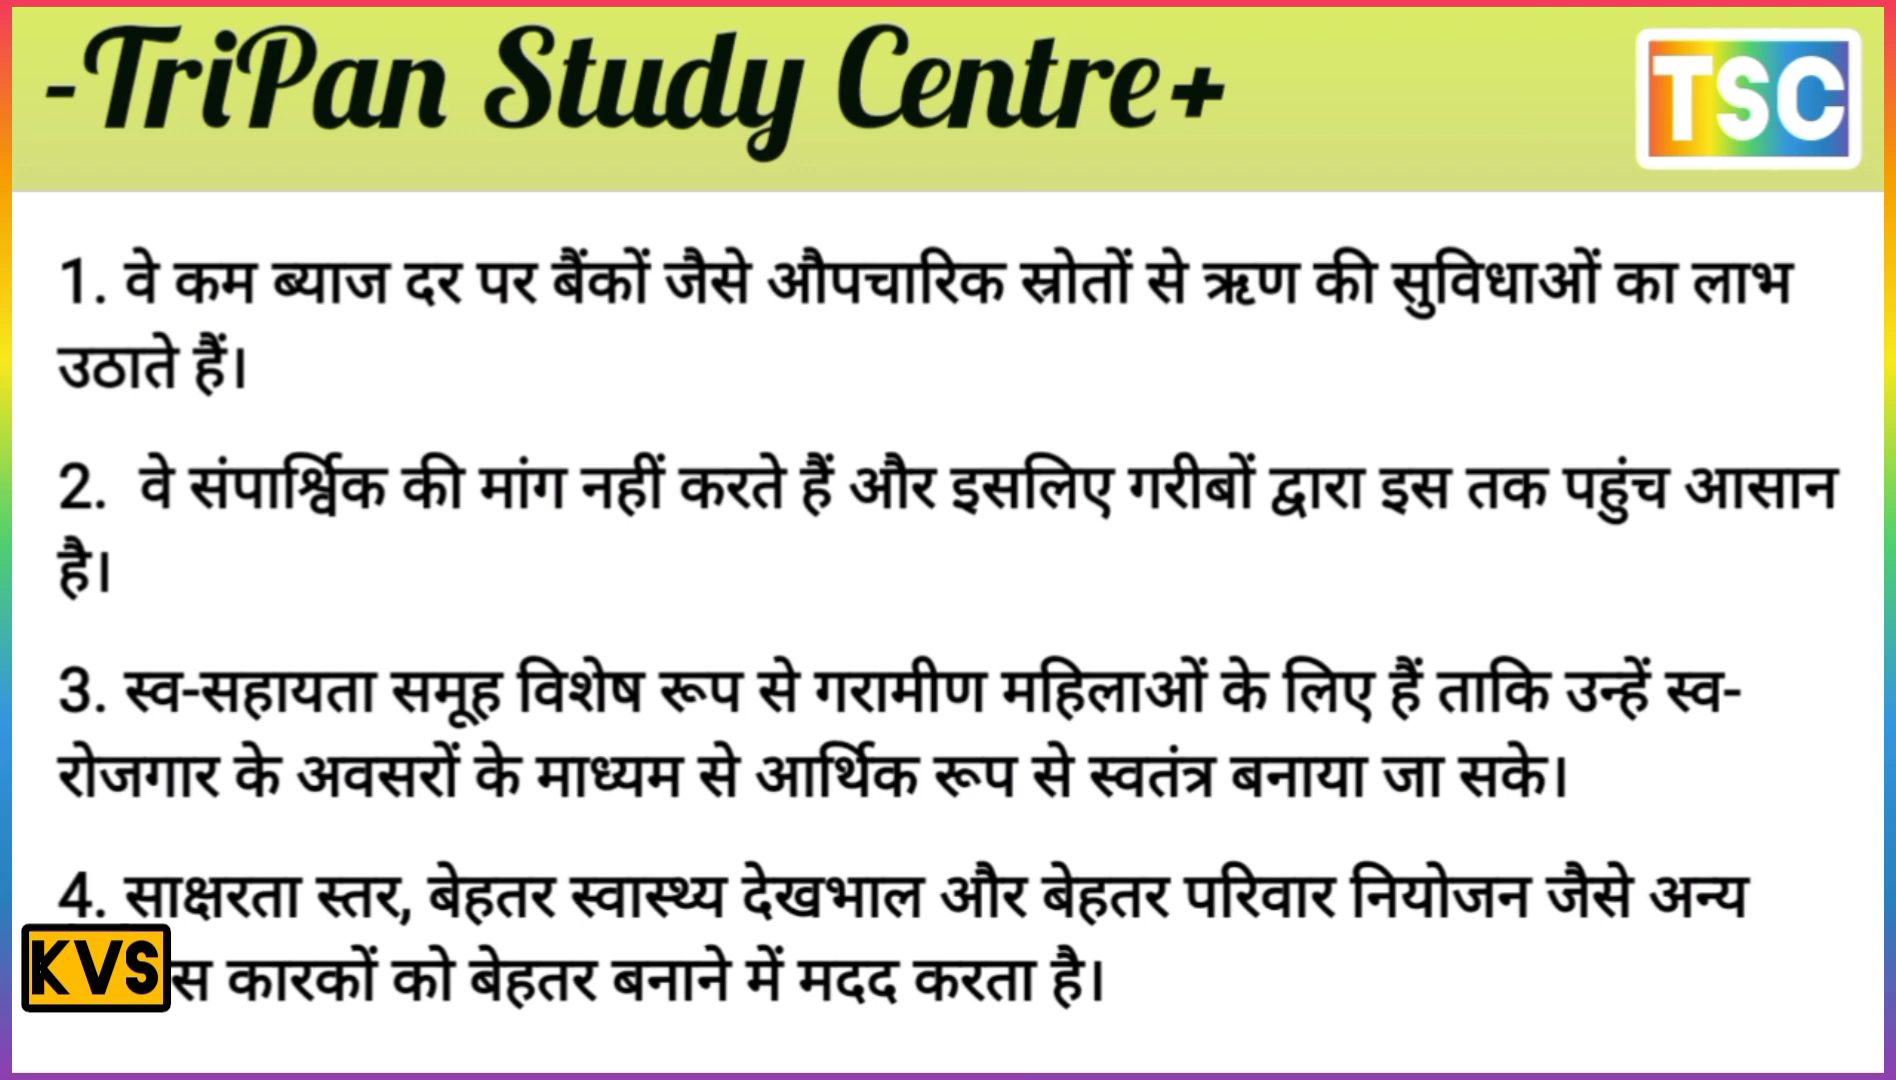 -TriPan Study Centre+
TSC
1. वे कम ब्याज दर पर बैंकों जैसे औपचारिक स्रोतों से ऋण की सुविधाओं का लाभ
उठाते हैं।
2. वे संपार्श्विक की मांग नहीं करते हैं और इसलिए गरीबों द्वारा इस तक पहुंच आसान
है।
3. स्व-सहायता समूह विशेष रूप से गरामीण महिलाओं के लिए हैं ताकि उन्हें स्व-
रोजगार के अवसरों के माध्यम से आर्थिक रूप से स्वतंत्र बनाया जा सके।
4. साक्षरता स्तर, बेहतर स्वास्थ्य देखभाल और बेहतर परिवार नियोजन जैसे अन्य
KVS
कारकों को बेहतर बनाने में मदद करता है।